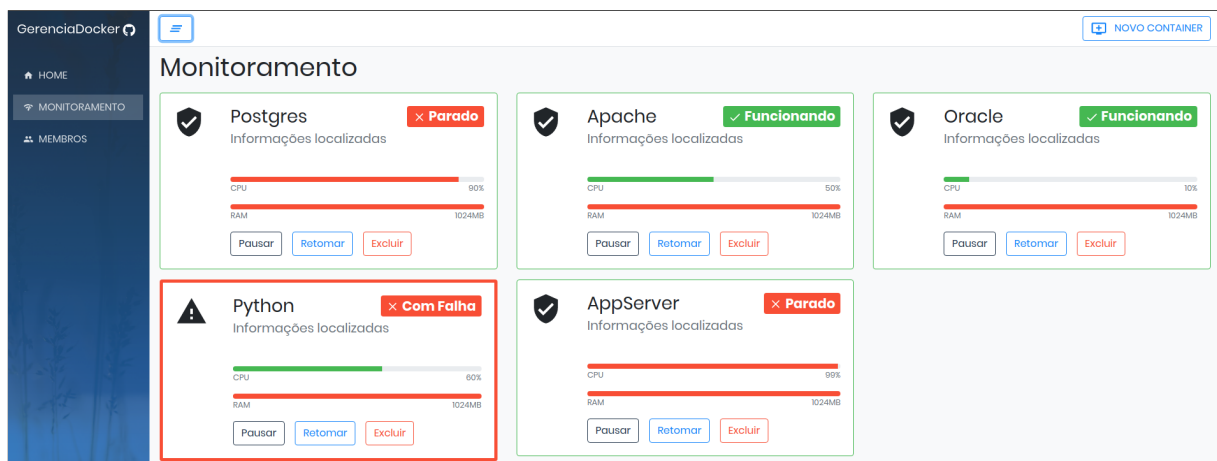 GerenciaDocker
NOVO CONTAINER
HOME
MONITORAMENTO
MEMBROS
Monitoramento
Postgres
× Parado
Informações localizadas
CPU 90%
RAM 1024MB
Pausar Retomar Excluir
Apache
✓ Funcionando
Informações localizadas
CPU 50%
RAM 1024MB
Pausar Retomar Excluir
Oracle
✓ Funcionando
Informações localizadas
CPU 10%
RAM 1024MB
Pausar Retomar Excluir
Python
× Com Falha
Informações localizadas
CPU 60%
RAM 1024MB
Pausar Retomar Excluir
AppServer
× Parado
Informações localizadas
CPU 99%
RAM 1024MB
Pausar Retomar Excluir